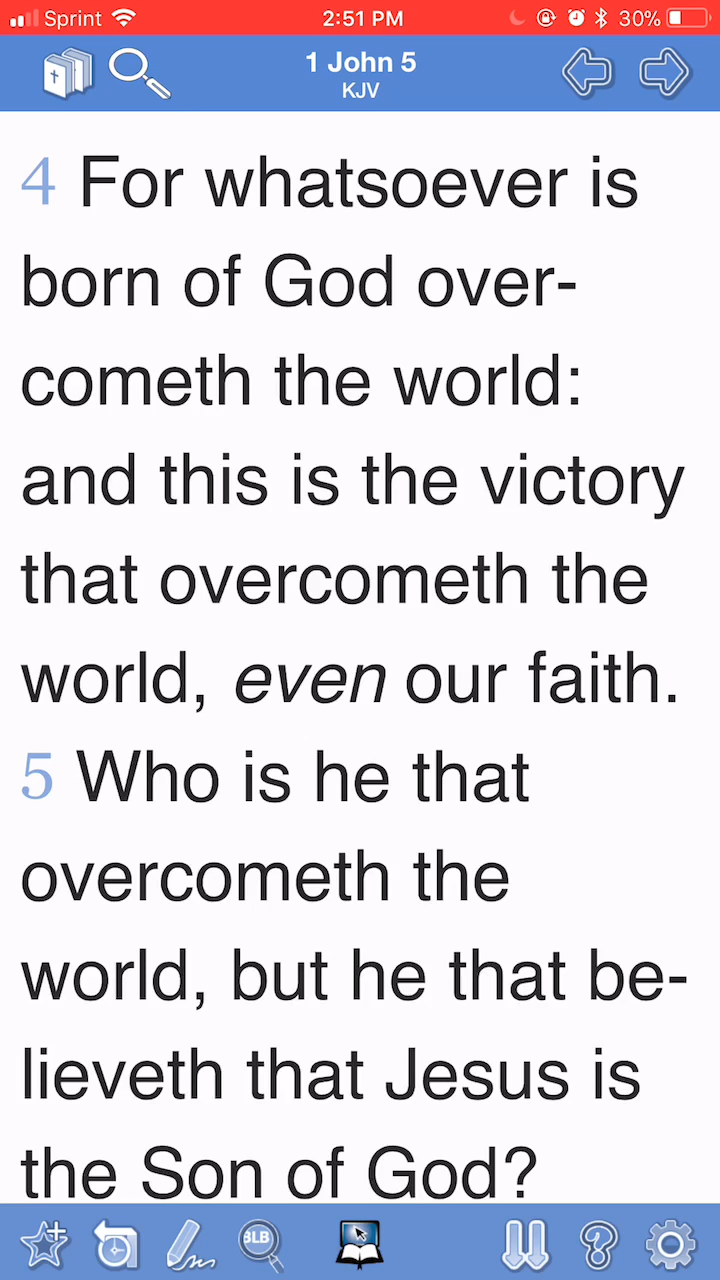 Sprint 2:51 PM 30%
1 John 5
KJV
4 For whatsoever is
born of God over-
cometh the world:
and this is the victory
that overcometh the
world, even our faith.
5 Who is he that
overcometh the
world, but he that be-
lieveth that Jesus is
the Son of God?
BLB